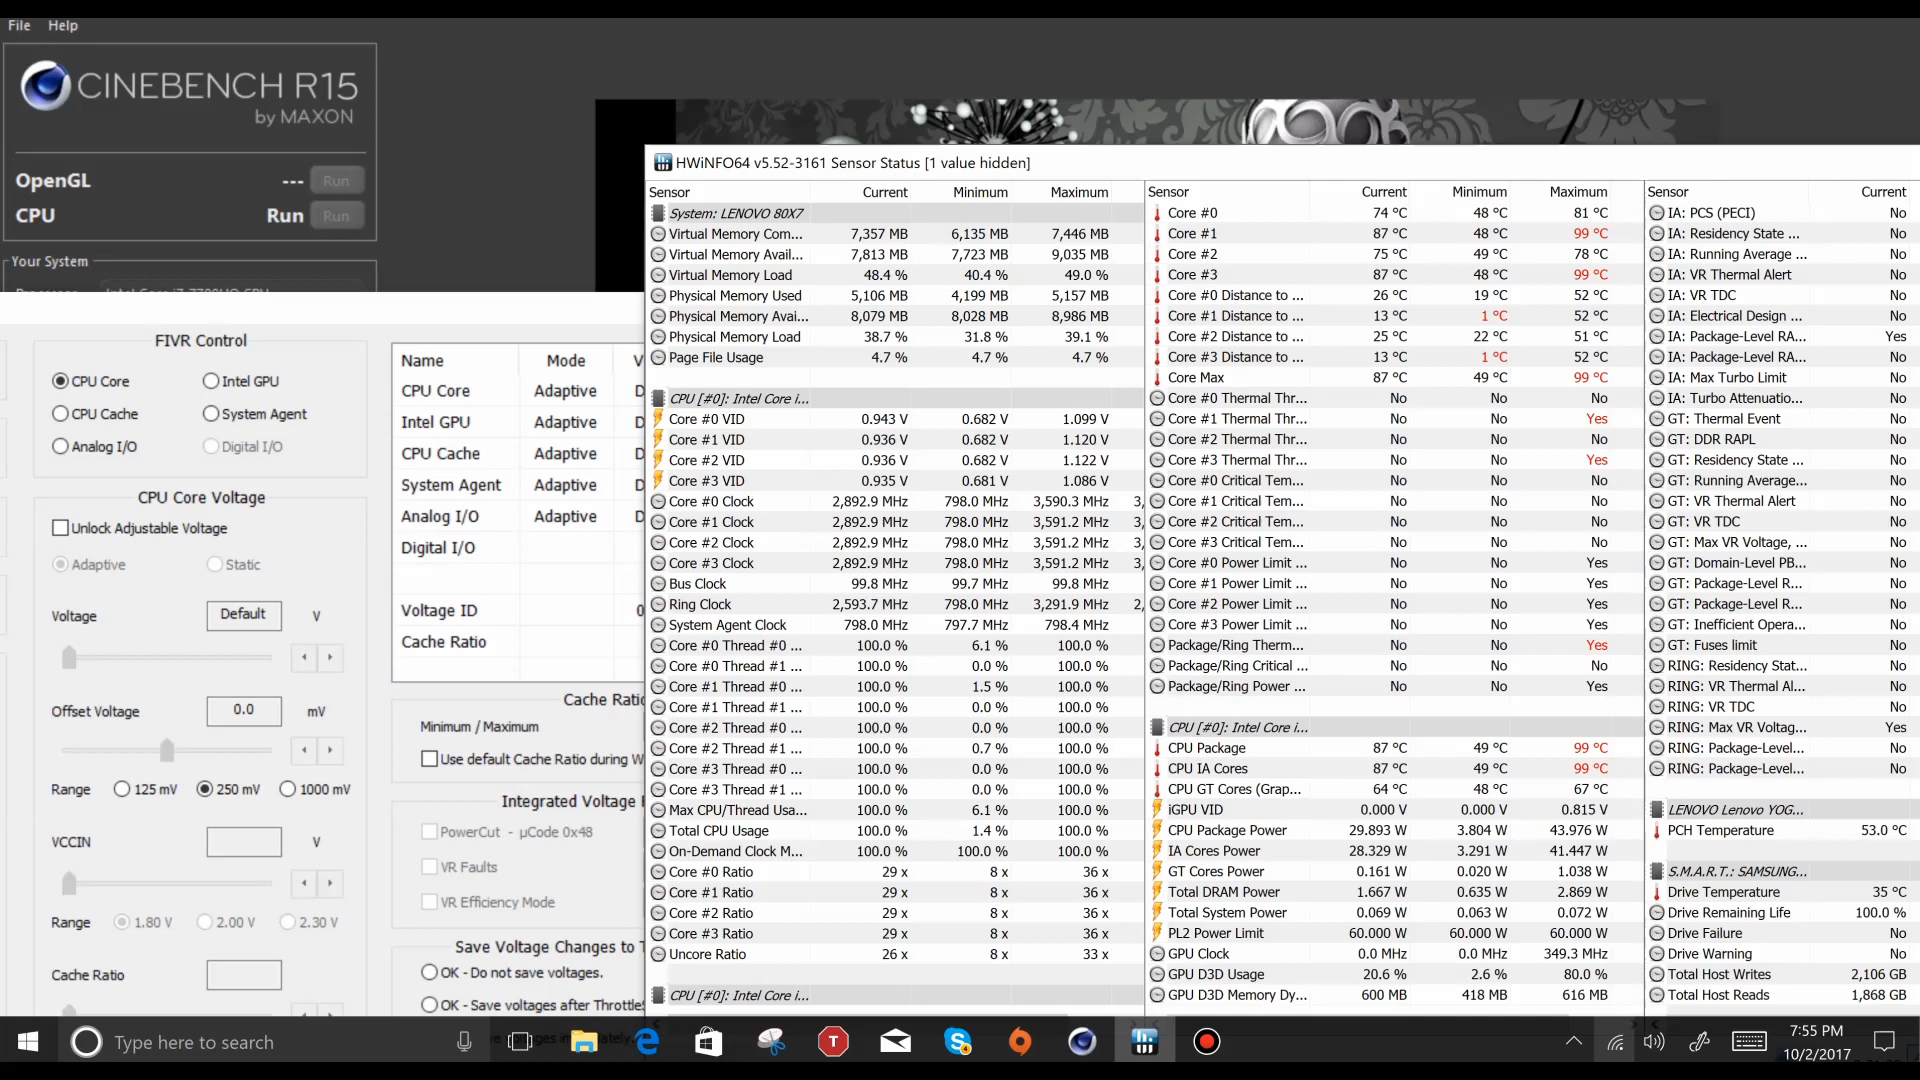 File Help
CINEBENCH R15
by MAXON
OpenGL --- Run
CPU Run Run
Your System
FIVR Control
CPU Core Intel GPU
CPU Cache System Agent
Analog I/O Digital I/O
CPU Core Voltage
Unlock Adjustable Voltage
Adaptive Static
Voltage Default V
Offset Voltage 0.0 mV
Range 125 mV 250 mV 1000 mV
VCCIN V
Range 1.80 V 2.00 V 2.30 V
Cache Ratio
Name Mode V
CPU Core Adaptive D
Intel GPU Adaptive D
CPU Cache Adaptive D
System Agent Adaptive D
Analog I/O Adaptive D
Digital I/O
Voltage ID 0
Cache Ratio
Cache Ratio
Minimum / Maximum
Use default Cache Ratio during W
Integrated Voltage
PowerCut - µCode 0x48
VR Faults
VR Efficiency Mode
Save Voltage Changes to T
OK - Do not save voltages.
OK - Save voltages after Throttle
HWiNFO64 v5.52-3161 Sensor Status [1 value hidden]
Sensor Current Minimum Maximum
System: LENOVO 80X7
Virtual Memory Com... 7,357 MB 6,135 MB 7,446 MB
Virtual Memory Avail... 7,813 MB 7,723 MB 9,035 MB
Virtual Memory Load 48.4 % 40.4 % 49.0 %
Physical Memory Used 5,106 MB 4,199 MB 5,157 MB
Physical Memory Avai... 8,079 MB 8,028 MB 8,986 MB
Physical Memory Load 38.7 % 31.8 % 39.1 %
Page File Usage 4.7 % 4.7 % 4.7 %
CPU [#0]: Intel Core i...
Core #0 VID 0.943 V 0.682 V 1.099 V
Core #1 VID 0.936 V 0.682 V 1.120 V
Core #2 VID 0.936 V 0.682 V 1.122 V
Core #3 VID 0.935 V 0.681 V 1.086 V
Core #0 Clock 2,892.9 MHz 798.0 MHz 3,590.3 MHz 3,
Core #1 Clock 2,892.9 MHz 798.0 MHz 3,591.2 MHz 3,
Core #2 Clock 2,892.9 MHz 798.0 MHz 3,591.2 MHz 3,
Core #3 Clock 2,892.9 MHz 798.0 MHz 3,591.2 MHz 3,
Bus Clock 99.8 MHz 99.7 MHz 99.8 MHz
Ring Clock 2,593.7 MHz 798.0 MHz 3,291.9 MHz 2,
System Agent Clock 798.0 MHz 797.7 MHz 798.4 MHz
Core #0 Thread #0 ... 100.0 % 6.1 % 100.0 %
Core #0 Thread #1 ... 100.0 % 0.0 % 100.0 %
Core #1 Thread #0 ... 100.0 % 1.5 % 100.0 %
Core #1 Thread #1 ... 100.0 % 0.0 % 100.0 %
Core #2 Thread #0 ... 100.0 % 0.0 % 100.0 %
Core #2 Thread #1 ... 100.0 % 0.7 % 100.0 %
Core #3 Thread #0 ... 100.0 % 0.0 % 100.0 %
Core #3 Thread #1 ... 100.0 % 0.0 % 100.0 %
Max CPU/Thread Usa... 100.0 % 6.1 % 100.0 %
Total CPU Usage 100.0 % 1.4 % 100.0 %
On-Demand Clock M... 100.0 % 100.0 % 100.0 %
Core #0 Ratio 29 x 8 x 36 x
Core #1 Ratio 29 x 8 x 36 x
Core #2 Ratio 29 x 8 x 36 x
Core #3 Ratio 29 x 8 x 36 x
Uncore Ratio 26 x 8 x 33 x
CPU [#0]: Intel Core i...
Sensor Current Minimum Maximum
Core #0 74 °C 48 °C 81 °C
Core #1 87 °C 48 °C 99 °C
Core #2 75 °C 49 °C 78 °C
Core #3 87 °C 48 °C 99 °C
Core #0 Distance to ... 26 °C 19 °C 52 °C
Core #1 Distance to ... 13 °C 1 °C 52 °C
Core #2 Distance to ... 25 °C 22 °C 51 °C
Core #3 Distance to ... 13 °C 1 °C 52 °C
Core Max 87 °C 49 °C 99 °C
Core #0 Thermal Thr... No No No
Core #1 Thermal Thr... No No Yes
Core #2 Thermal Thr... No No No
Core #3 Thermal Thr... No No Yes
Core #0 Critical Tem... No No No
Core #1 Critical Tem... No No No
Core #2 Critical Tem... No No No
Core #3 Critical Tem... No No No
Core #0 Power Limit ... No No Yes
Core #1 Power Limit ... No No Yes
Core #2 Power Limit ... No No Yes
Core #3 Power Limit ... No No Yes
Package/Ring Therm... No No Yes
Package/Ring Critical ... No No No
Package/Ring Power ... No No Yes
CPU [#0]: Intel Core i...
CPU Package 87 °C 49 °C 99 °C
CPU IA Cores 87 °C 49 °C 99 °C
CPU GT Cores (Grap... 64 °C 48 °C 67 °C
iGPU VID 0.000 V 0.000 V 0.815 V
CPU Package Power 29.893 W 3.804 W 43.976 W
IA Cores Power 28.329 W 3.291 W 41.447 W
GT Cores Power 0.161 W 0.020 W 1.038 W
Total DRAM Power 1.667 W 0.635 W 2.869 W
Total System Power 0.069 W 0.063 W 0.072 W
PL2 Power Limit 60.000 W 60.000 W 60.000 W
GPU Clock 0.0 MHz 0.0 MHz 349.3 MHz
GPU D3D Usage 20.6 % 2.6 % 80.0 %
GPU D3D Memory Dy... 600 MB 418 MB 616 MB
Sensor Current
IA: PCS (PECI) No
IA: Residency State ... No
IA: Running Average ... No
IA: VR Thermal Alert No
IA: VR TDC No
IA: Electrical Design ... No
IA: Package-Level RA... Yes
IA: Package-Level RA... No
IA: Max Turbo Limit No
IA: Turbo Attenuatio... No
GT: Thermal Event No
GT: DDR RAPL No
GT: Residency State ... No
GT: Running Average... No
GT: VR Thermal Alert No
GT: VR TDC No
GT: Max VR Voltage, ... No
GT: Domain-Level PB... No
GT: Package-Level R... No
GT: Package-Level R... No
GT: Inefficient Opera... No
GT: Fuses limit No
RING: Residency Stat... No
RING: VR Thermal Al... No
RING: VR TDC No
RING: Max VR Voltag... Yes
RING: Package-Level... No
RING: Package-Level... No
LENOVO Lenovo YOG...
PCH Temperature 53.0 °C
S.M.A.R.T.: SAMSUNG...
Drive Temperature 35 °C
Drive Remaining Life 100.0 %
Drive Failure No
Drive Warning No
Total Host Writes 2,106 GB
Total Host Reads 1,868 GB
Type here to search
7:55 PM
10/2/2017